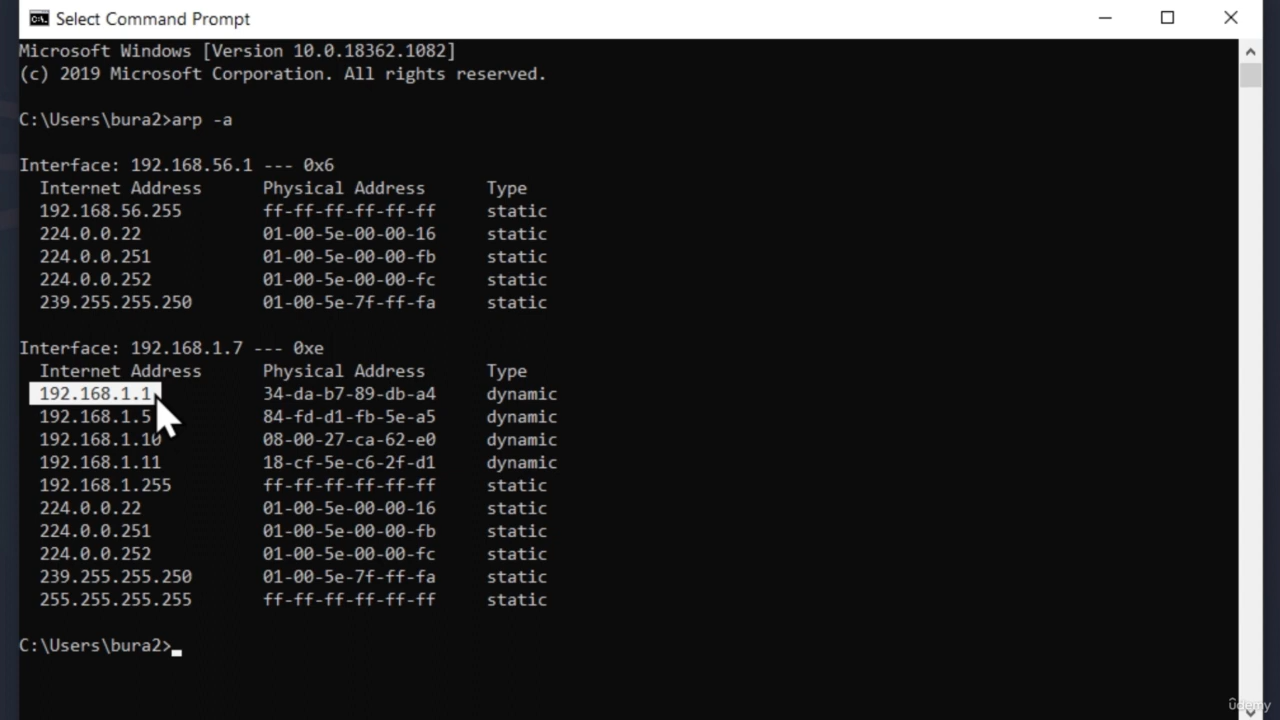 Select Command Prompt
Microsoft Windows [Version 10.0.18362.1082]
(c) 2019 Microsoft Corporation. All rights reserved.
C:\Users\bura2>arp -a
Interface: 192.168.56.1 --- 0x6
Internet Address Physical Address Type
192.168.56.255 ff-ff-ff-ff-ff-ff static
224.0.0.22 01-00-5e-00-00-16 static
224.0.0.251 01-00-5e-00-00-fb static
224.0.0.252 01-00-5e-00-00-fc static
239.255.255.250 01-00-5e-7f-ff-fa static
Interface: 192.168.1.7 --- 0xe
Internet Address Physical Address Type
192.168.1.1 34-da-b7-89-db-a4 dynamic
192.168.1.5 84-fd-d1-fb-5e-a5 dynamic
192.168.1.10 08-00-27-ca-62-e0 dynamic
192.168.1.11 18-cf-5e-c6-2f-d1 dynamic
192.168.1.255 ff-ff-ff-ff-ff-ff static
224.0.0.22 01-00-5e-00-00-16 static
224.0.0.251 01-00-5e-00-00-fb static
224.0.0.252 01-00-5e-00-00-fc static
239.255.255.250 01-00-5e-7f-ff-fa static
255.255.255.255 ff-ff-ff-ff-ff-ff static
C:\Users\bura2>
udemy